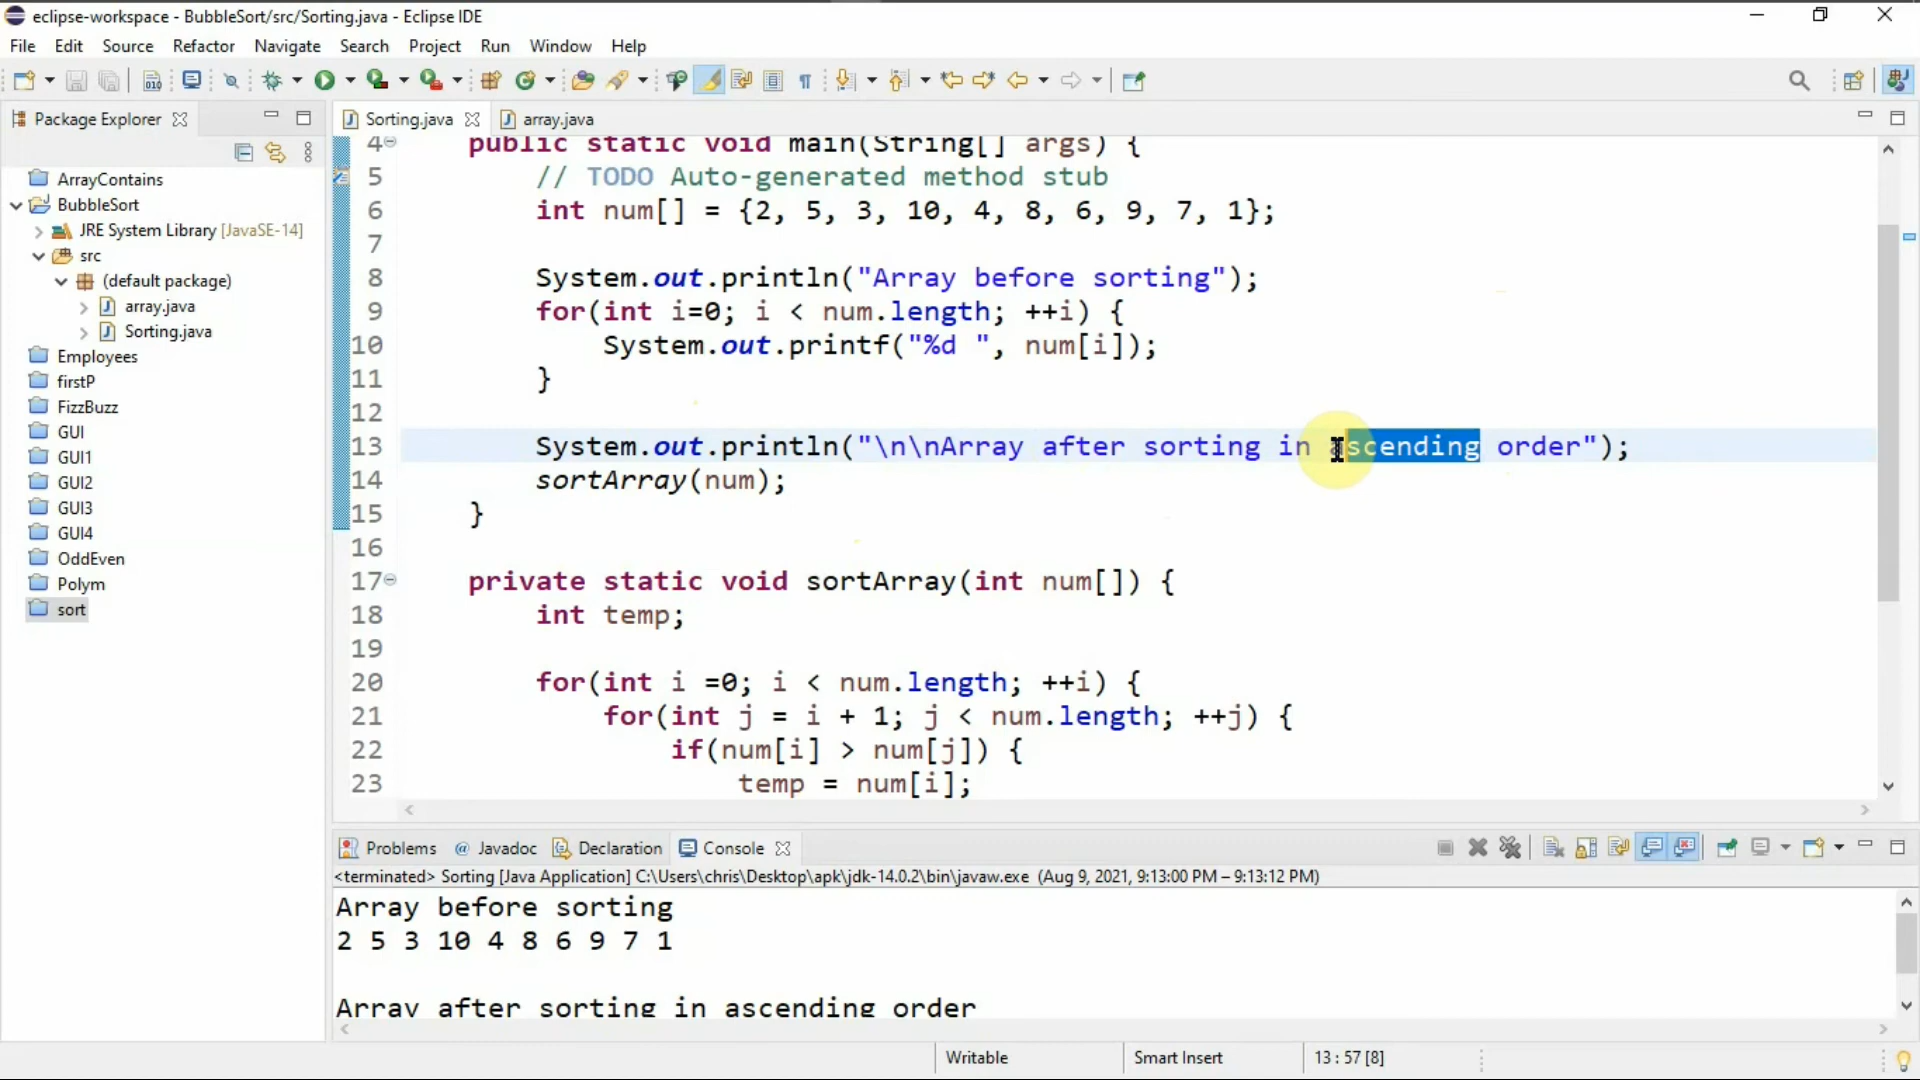 eclipse-workspace - BubbleSort/src/Sorting.java - Eclipse IDE
File Edit Source Refactor Navigate Search Project Run Window Help
Package Explorer
Sorting.java
array.java
ArrayContains
BubbleSort
JRE System Library [JavaSE-14]
src
(default package)
array.java
Sorting.java
Employees
firstP
FizzBuzz
GUI
GUI1
GUI2
GUI3
GUI4
OddEven
Polym
sort
4 public static void main(String[] args) {
5 // TODO Auto-generated method stub
6 int num[] = {2, 5, 3, 10, 4, 8, 6, 9, 7, 1};
7
8 System.out.println("Array before sorting");
9 for(int i=0; i < num.length; ++i) {
10 System.out.printf("%d ", num[i]);
11 }
12
13 System.out.println("\n\nArray after sorting in ascending order");
14 sortArray(num);
15 }
16
17 private static void sortArray(int num[]) {
18 int temp;
19
20 for(int i =0; i < num.length; ++i) {
21 for(int j = i + 1; j < num.length; ++j) {
22 if(num[i] > num[j]) {
23 temp = num[i];
Problems @ Javadoc Declaration Console
<terminated> Sorting [Java Application] C:\Users\chris\Desktop\apk\jdk-14.0.2\bin\javaw.exe (Aug 9, 2021, 9:13:00 PM – 9:13:12 PM)
Array before sorting
2 5 3 10 4 8 6 9 7 1
Array after sorting in ascending order
Writable
Smart Insert
13 : 57 [8]